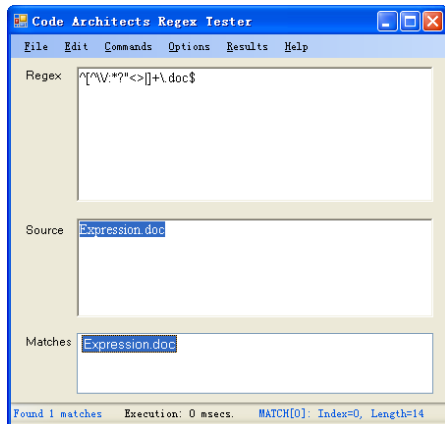 Code Architects Regex Tester
File Edit Commands Options Results Help
Regex
^[^\\/:*?"<>|]+\.doc$
Source
Expression.doc
Matches
Expression.doc
Found 1 matches Execution: 0 msecs. MATCH[0]: Index=0, Length=14